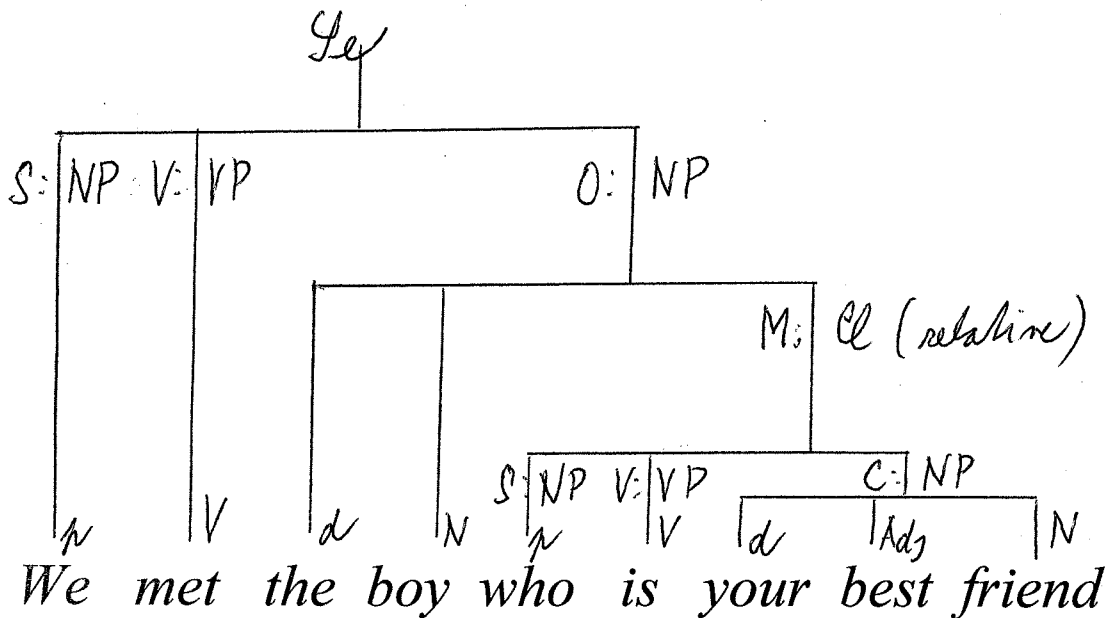 Se
S: NP V: VP O: NP
M: Cl (relative)
S: NP V: VP C: NP
p V d N p V d Adj N
We met the boy who is your best friend